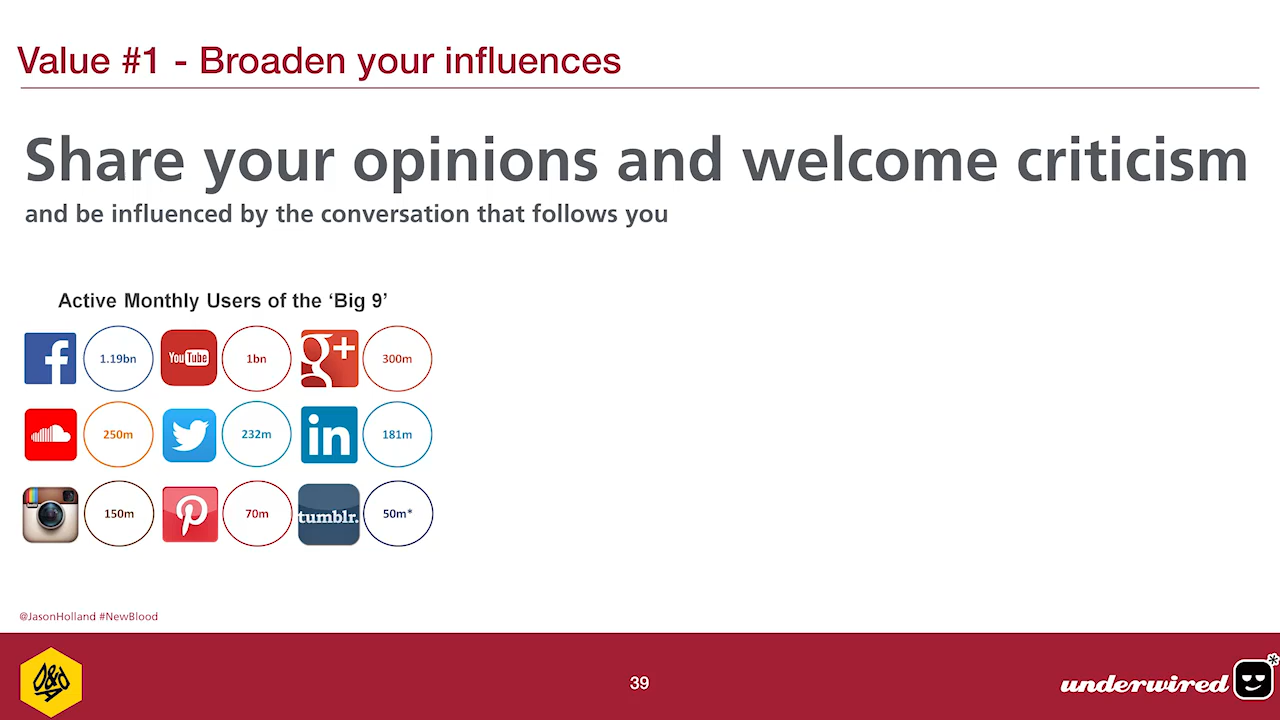 Value #1 - Broaden your influences
Share your opinions and welcome criticism
and be influenced by the conversation that follows you
Active Monthly Users of the ‘Big 9’
1.19bn YouTube 1bn g+ 300m
250m 232m in 181m
150m 70m tumblr. 50m*
@JasonHolland #NewBlood
D&AD
39
underwired